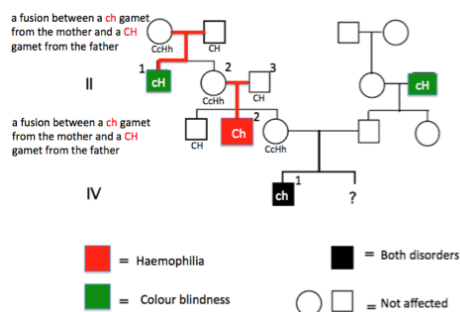 a fusion between a ch gamet
from the mother and a CH
gamet from the father
CcHh
CH
1
2
3
II
cH
CcHh
CH
cH
a fusion between a ch gamet
from the mother and a CH
gamet from the father
2
CH
Ch
CcHh
1
IV
ch
?
= Haemophilia
= Both disorders
= Colour blindness
= Not affected